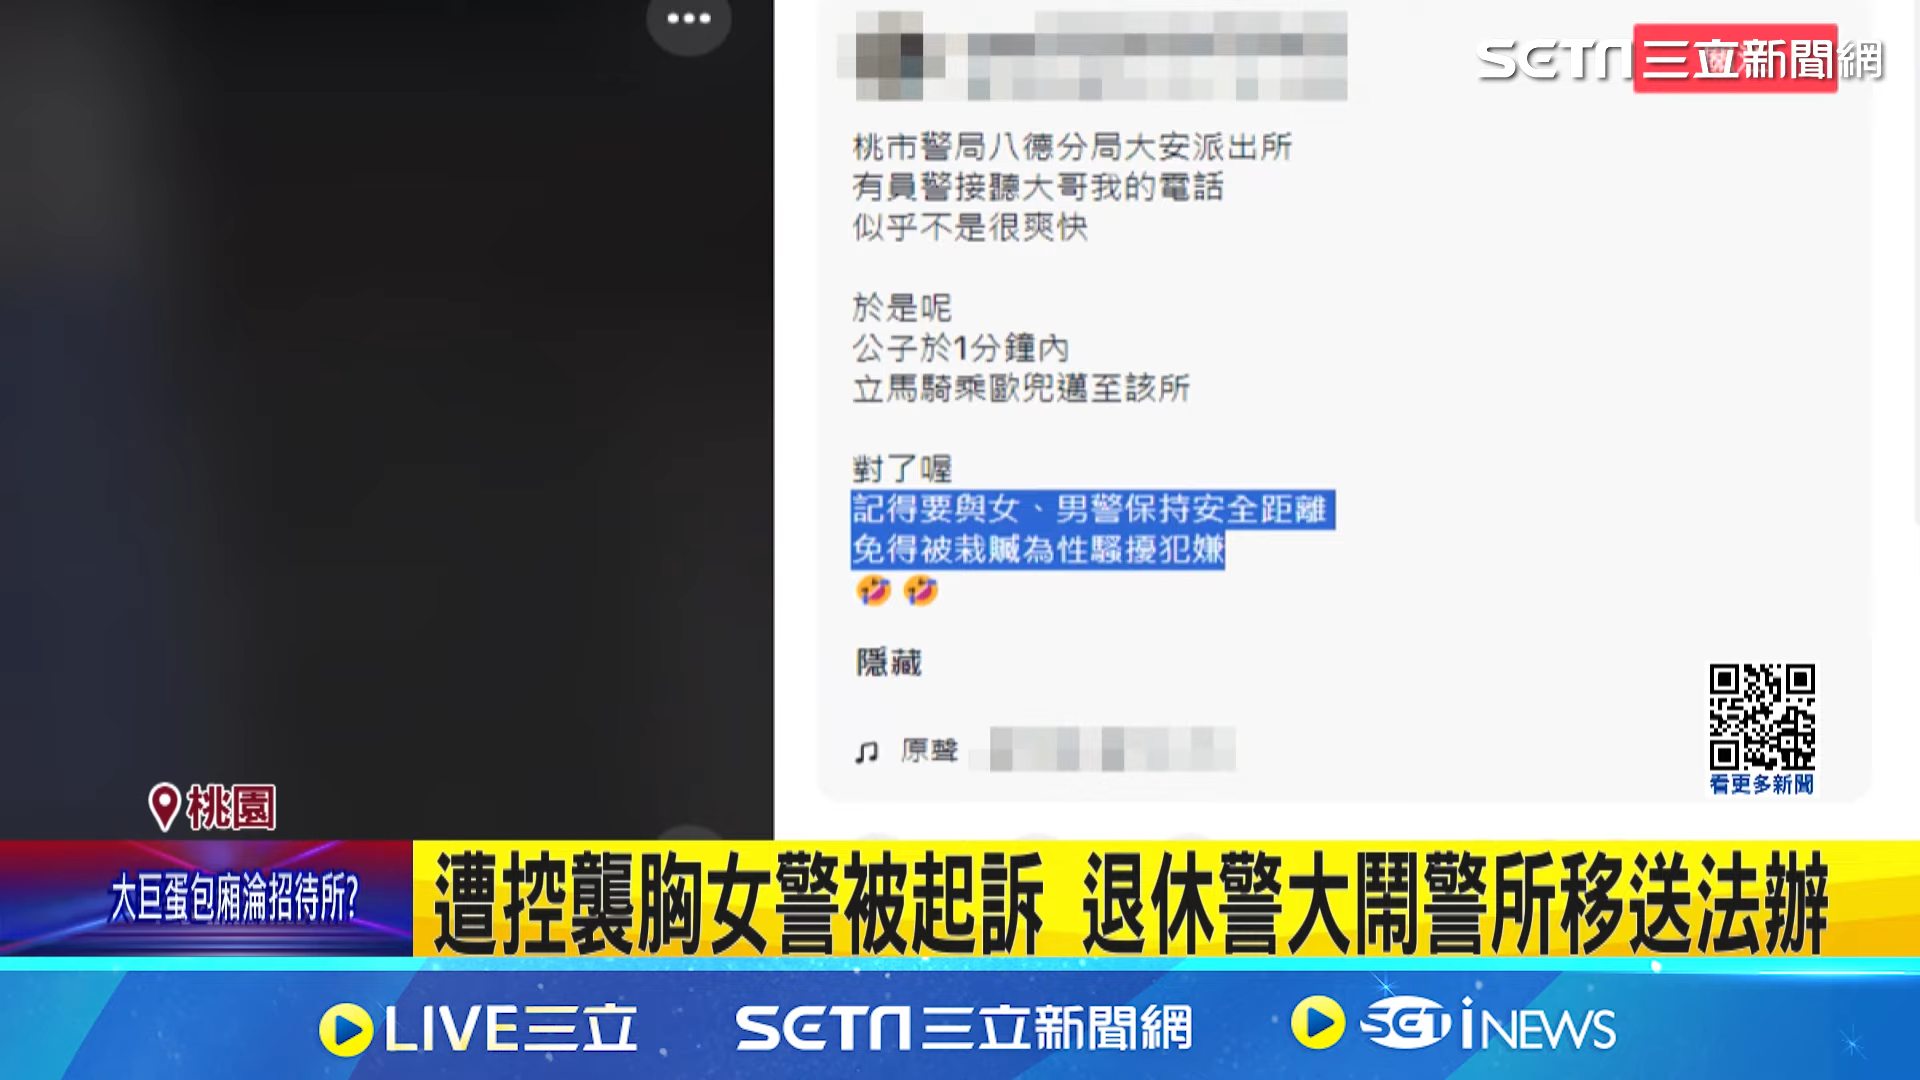 SETN三立新聞網
桃市警局八德分局大安派出所
有員警接聽大哥我的電話
似乎不是很爽快
於是呢
公子於1分鐘內
立馬騎乘歐兜邁至該所
對了喔
記得要與女、男警保持安全距離
免得被栽贓為性騷擾犯嫌
隱藏
原聲
看更多新聞
桃園
大巨蛋包廂淪招待所?
遭控襲胸女警被起訴 退休警大鬧警所移送法辦
LIVE三立
SETN三立新聞網
SET iNEWS